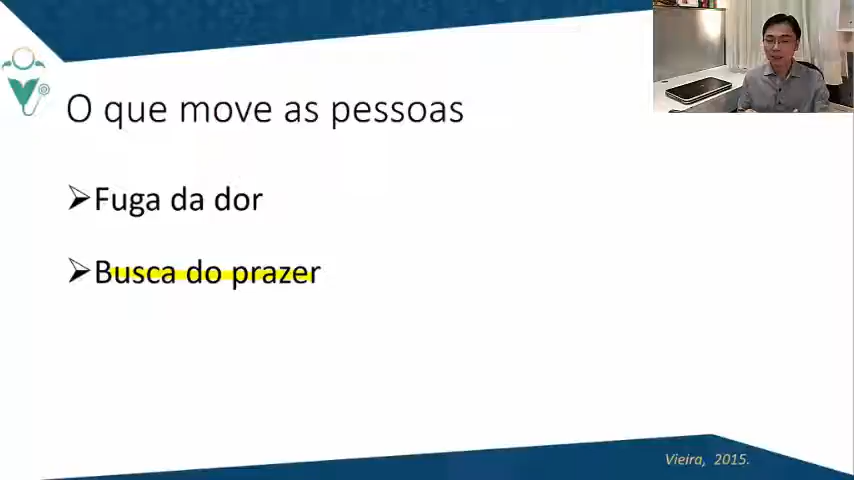 O que move as pessoas
Fuga da dor
Busca do prazer
Vieira, 2015.